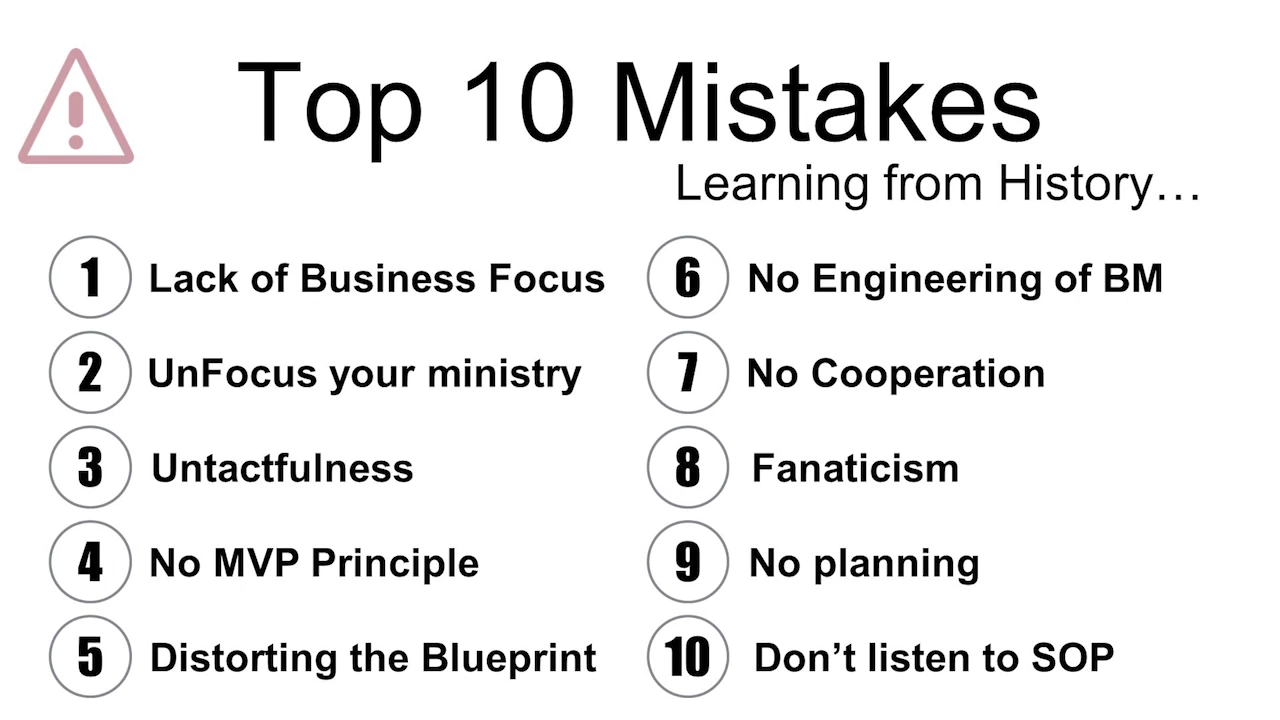 Top 10 Mistakes
Learning from History…
1 Lack of Business Focus
2 UnFocus your ministry
3 Untactfulness
4 No MVP Principle
5 Distorting the Blueprint
6 No Engineering of BM
7 No Cooperation
8 Fanaticism
9 No planning
10 Don’t listen to SOP